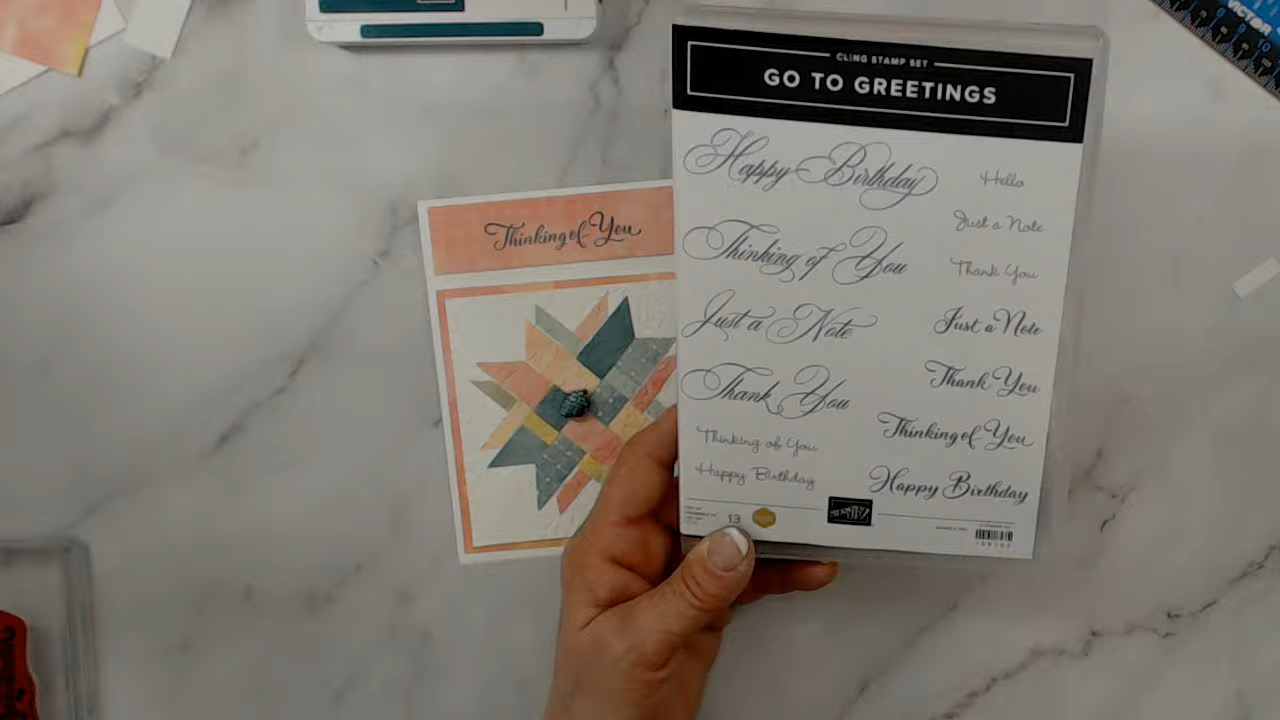 VICTOR
CLING STAMP SET
GO TO GREETINGS
Happy Birthday
Hello
Just a Note
Thinking of You
Thank You
Just a Note
Just a Note
Thank You
Thank You
Thinking of You
Thinking of You
Happy Birthday
Happy Birthday
13
Thinking of You